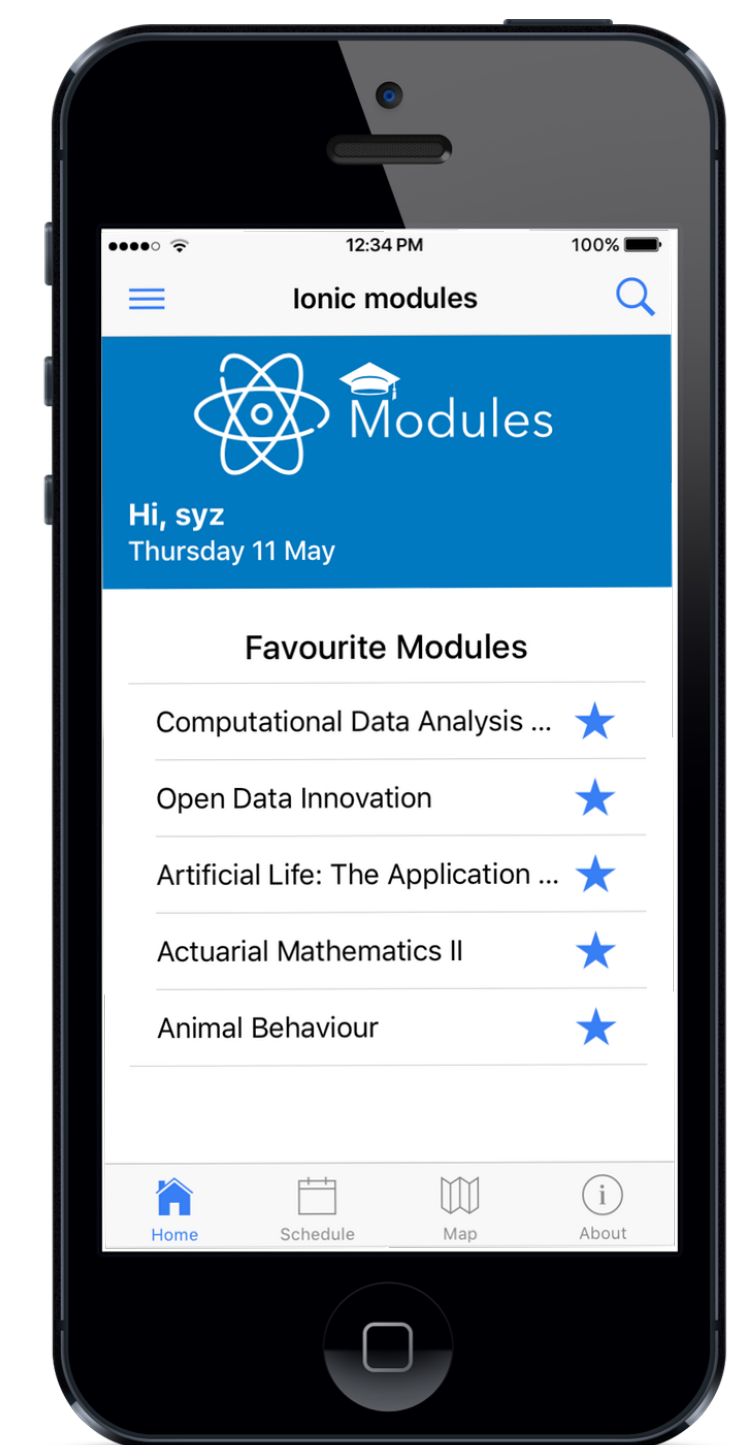 12:34 PM 100%
Ionic modules
Modules
Hi, syz
Thursday 11 May
Favourite Modules
Computational Data Analysis ...
Open Data Innovation
Artificial Life: The Application ...
Actuarial Mathematics II
Animal Behaviour
Home Schedule Map About